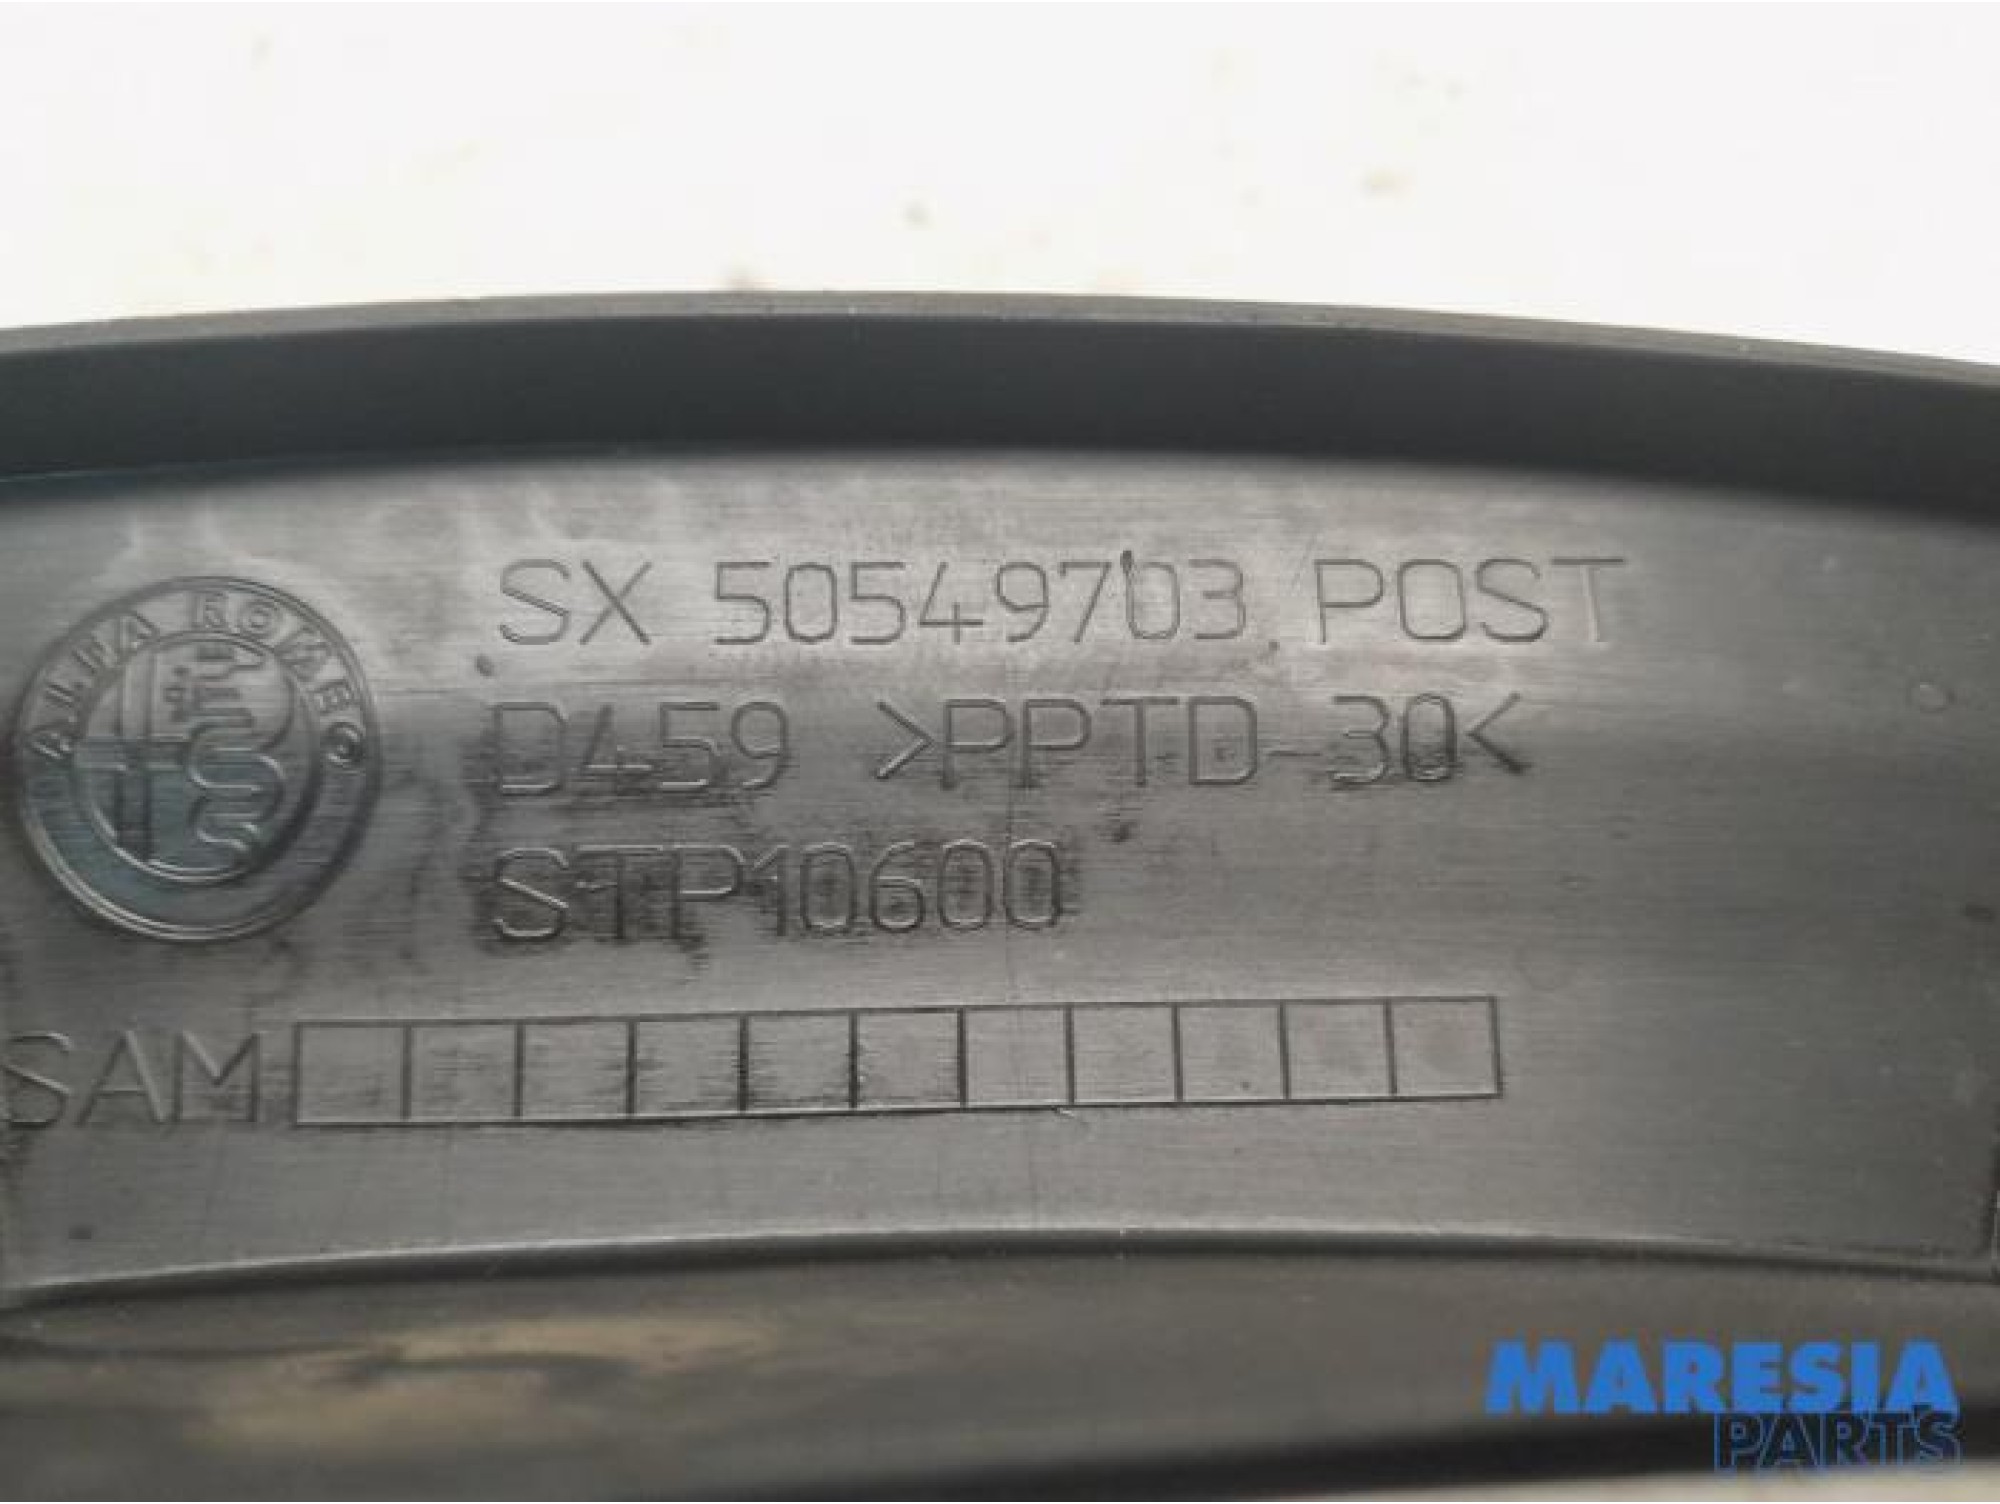 SX 50549703 POST
ALFA ROMEO
D459 >PPTD-30<
STP10600
SAM
MARESIA
PARTS